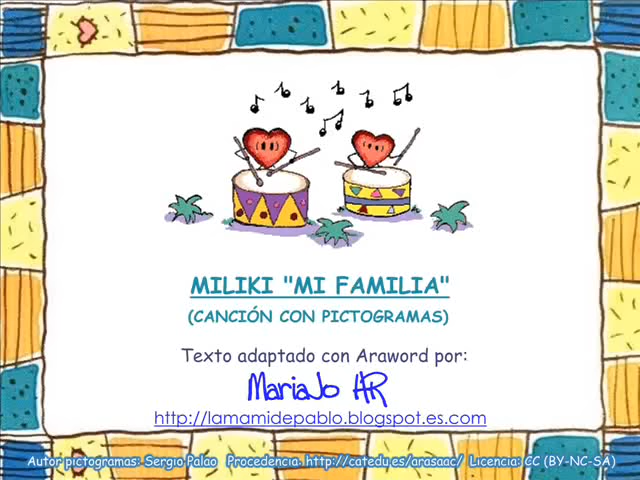 MILIKI "MI FAMILIA"
(CANCIÓN CON PICTOGRAMAS)
Texto adaptado con Araword por:
MariaJo HR
http://lamamidepablo.blogspot.es.com
Autor pictogramas: Sergio Palao Procedencia: http://catedu.es/arasaac/ Licencia: CC (BY-NC-SA)